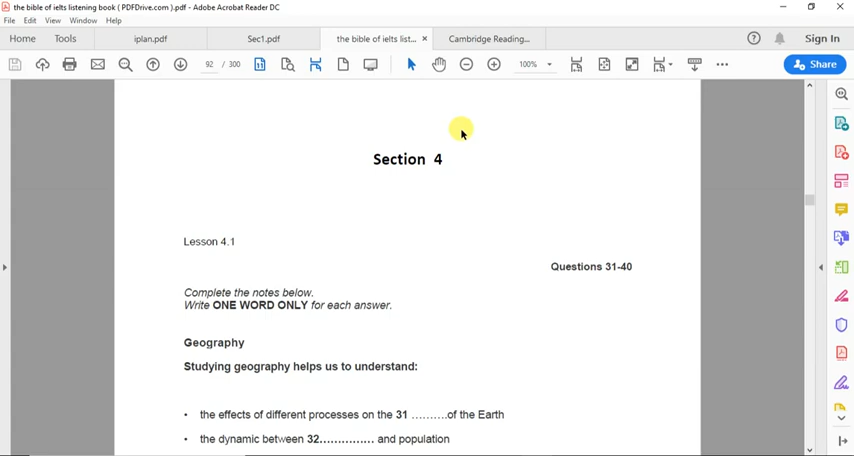 the bible of ielts listening book ( PDFDrive.com ).pdf - Adobe Acrobat Reader DC
File Edit View Window Help
Home Tools iplan.pdf Sec1.pdf the bible of ielts list... × Cambridge Reading... Sign In
92 / 300 100% Share
Section 4
Lesson 4.1
Questions 31-40
Complete the notes below.
Write ONE WORD ONLY for each answer.
Geography
Studying geography helps us to understand:
• the effects of different processes on the 31 ..........of the Earth
• the dynamic between 32............... and population